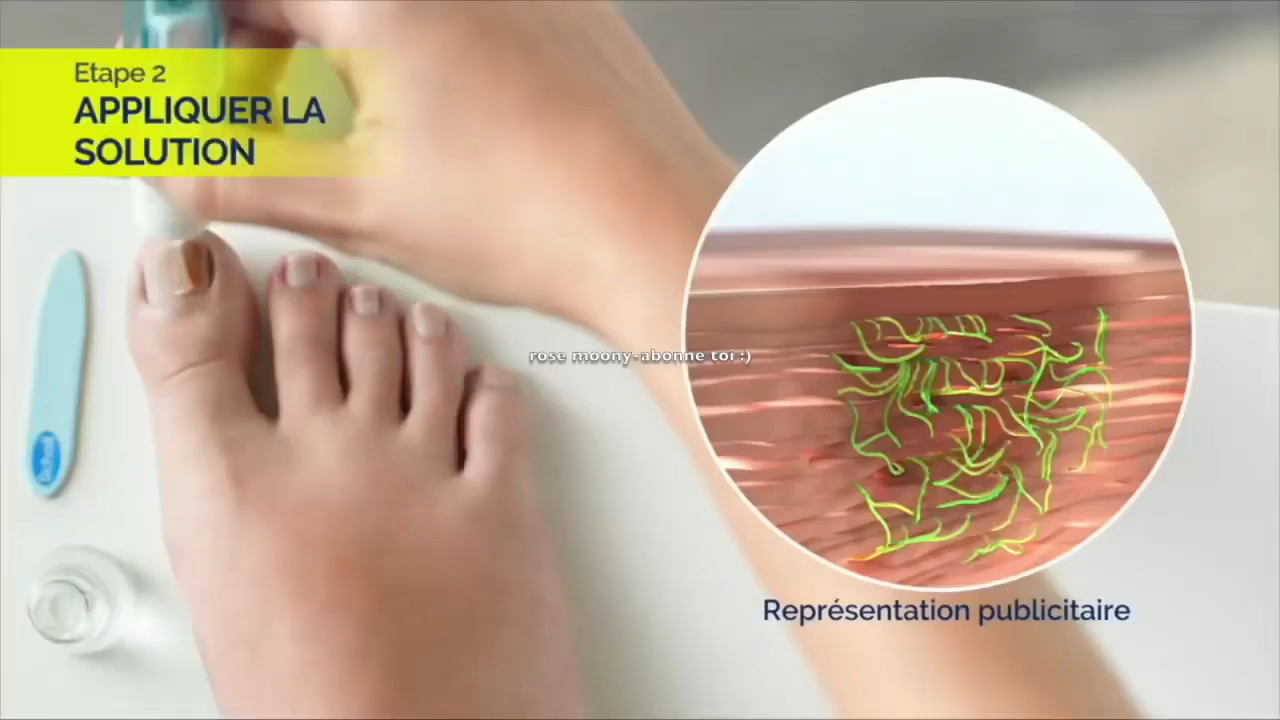 Etape 2
APPLIQUER LA
SOLUTION
rose moony-abonne toi :)
Représentation publicitaire